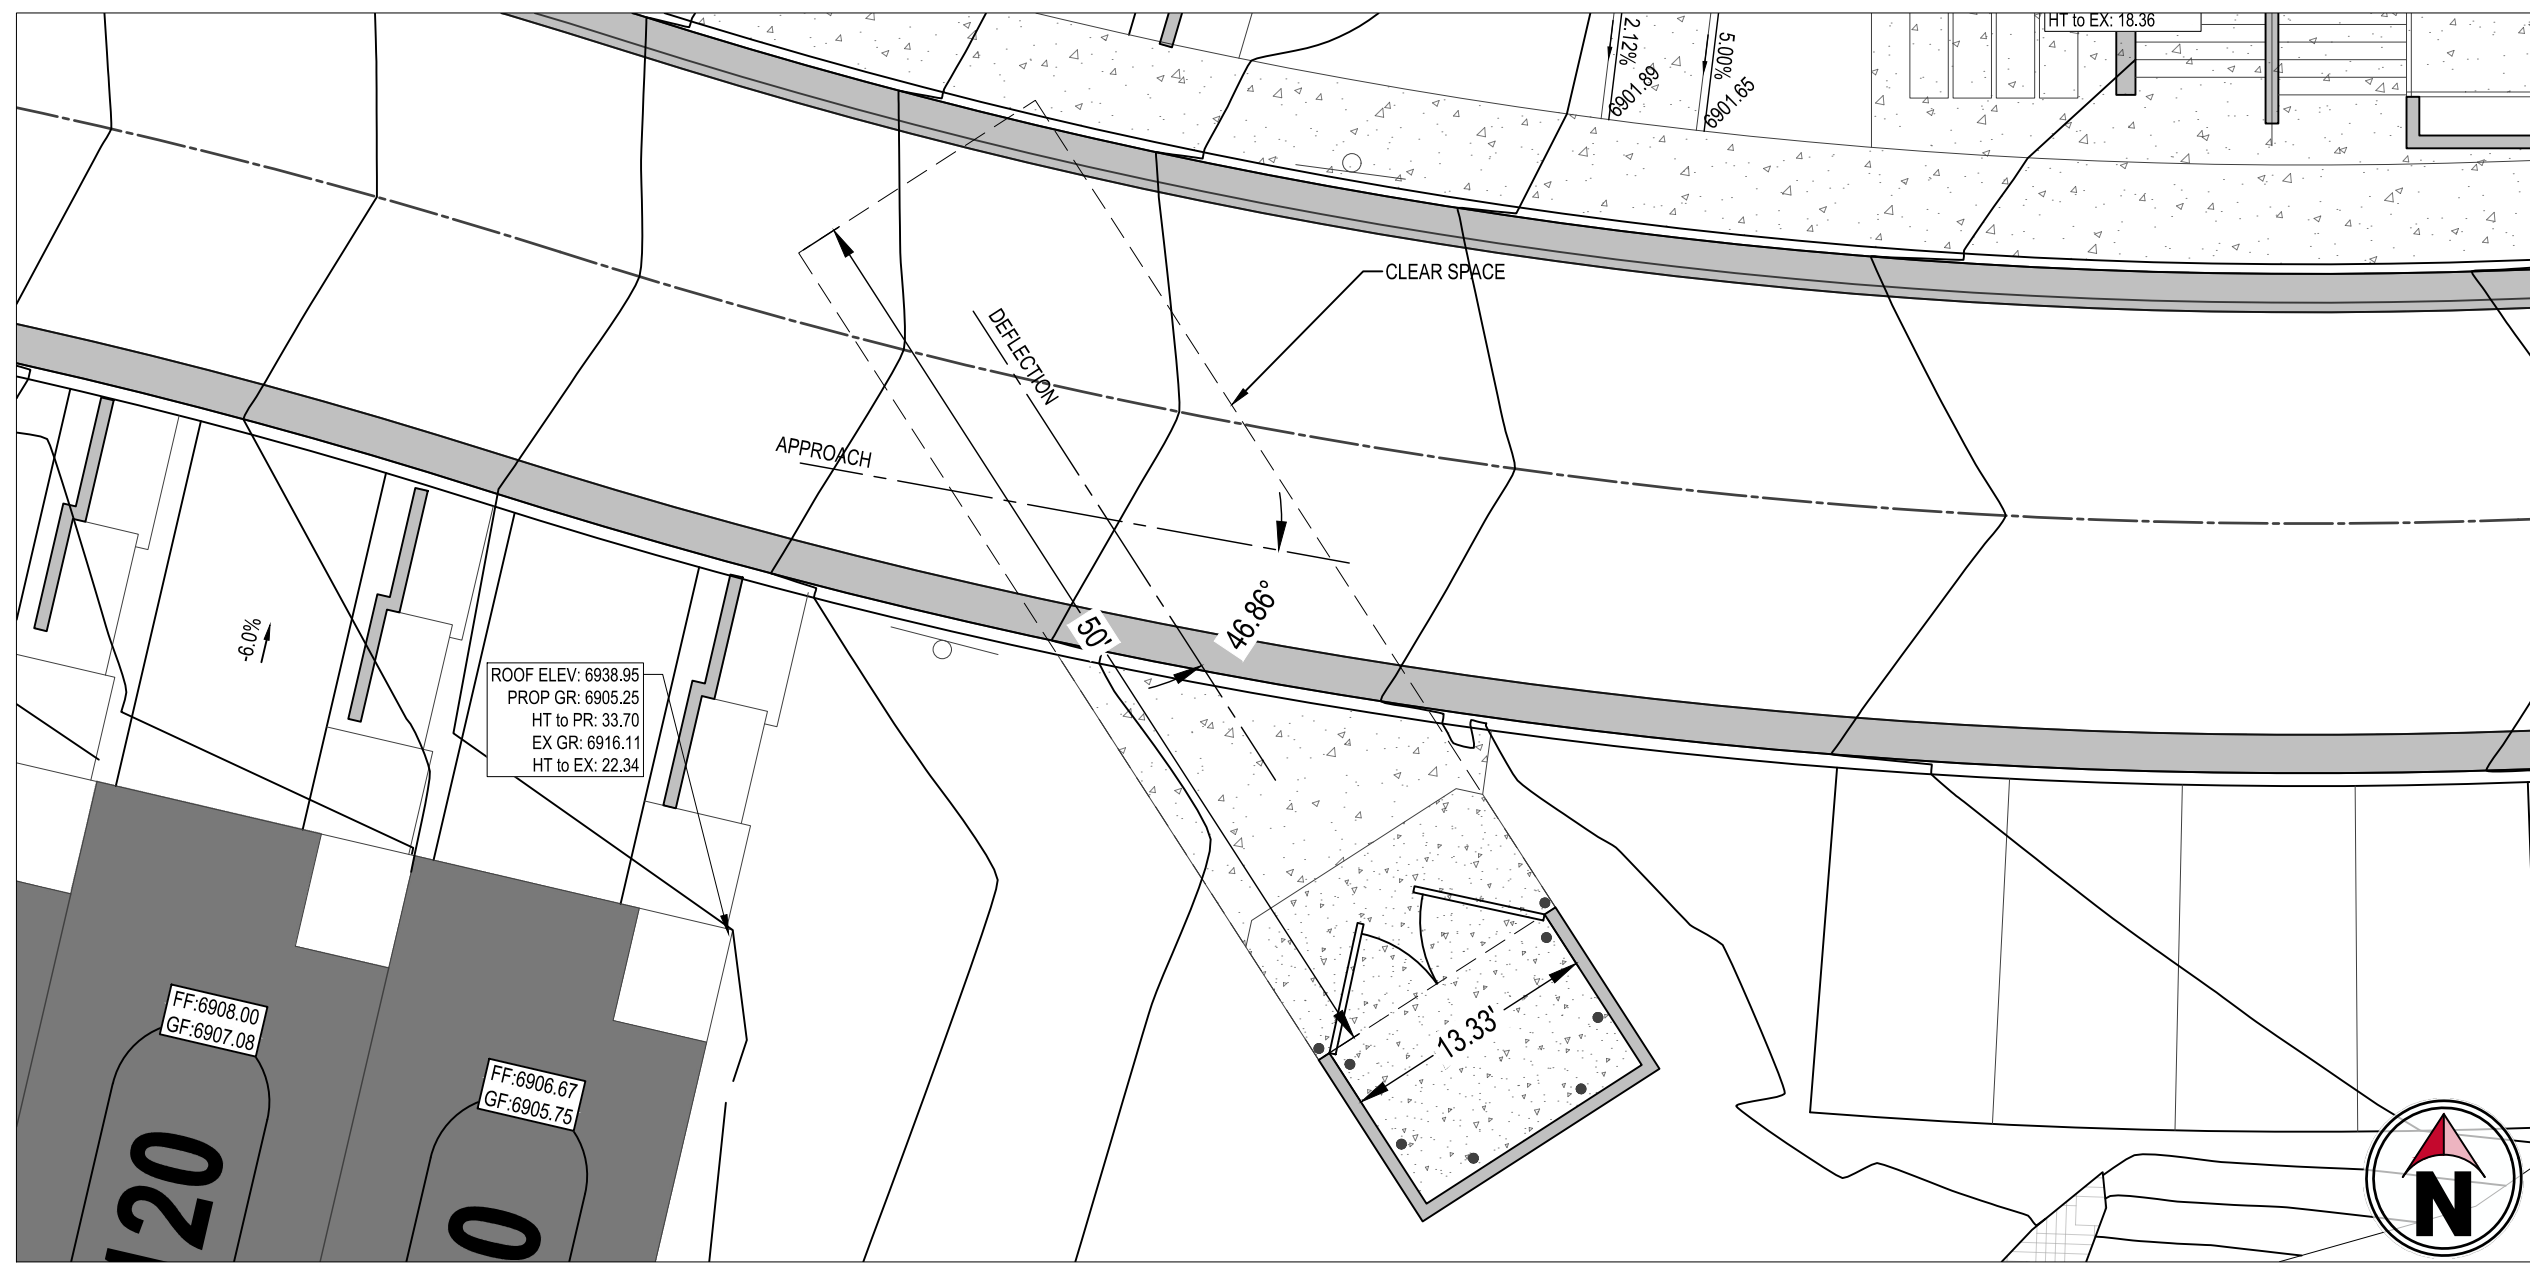 HT to EX: 18.36
2.12%
6901.89
5.00%
6901.65
CLEAR SPACE
DEFLECTION
APPROACH
46.86°
50'
-6.0%
ROOF ELEV: 6938.95
PROP GR: 6905.25
HT to PR: 33.70
EX GR: 6916.11
HT to EX: 22.34
13.33'
FF:6908.00
GF:6907.08
FF:6906.67
GF:6905.75
20
0
N